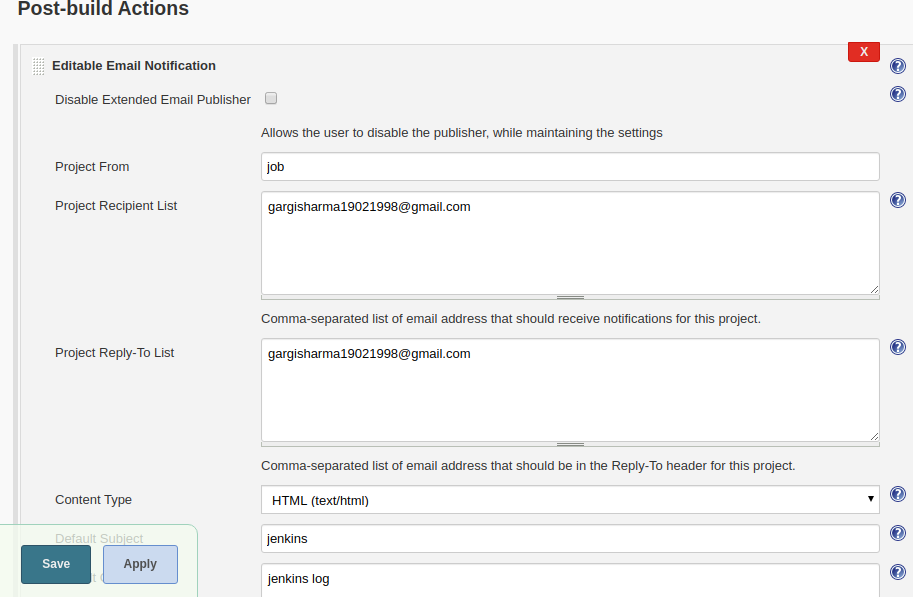 Post-build Actions
X
Editable Email Notification
Disable Extended Email Publisher
Allows the user to disable the publisher, while maintaining the settings
Project From
job
Project Recipient List
gargisharma19021998@gmail.com
Comma-separated list of email address that should receive notifications for this project.
Project Reply-To List
gargisharma19021998@gmail.com
Comma-separated list of email address that should be in the Reply-To header for this project.
Content Type
HTML (text/html)
Default Subject
jenkins
Save
Apply
jenkins log